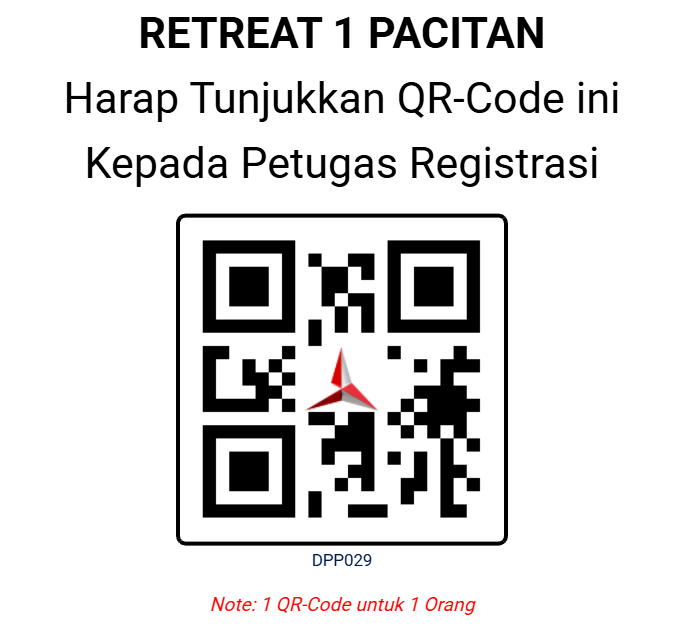 RETREAT 1 PACITAN
Harap Tunjukkan QR-Code ini
Kepada Petugas Registrasi
DPP029
Note: 1 QR-Code untuk 1 Orang